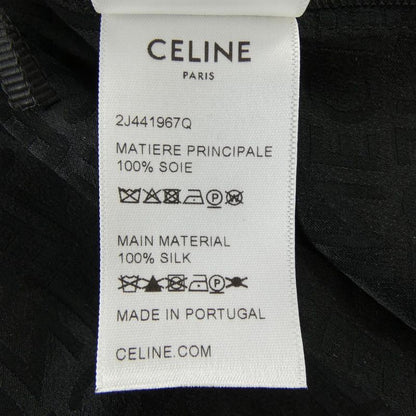 CELINE
PARIS
2J441967Q
MATIERE PRINCIPALE
100% SOIE
MAIN MATERIAL
100% SILK
MADE IN PORTUGAL
CELINE.COM